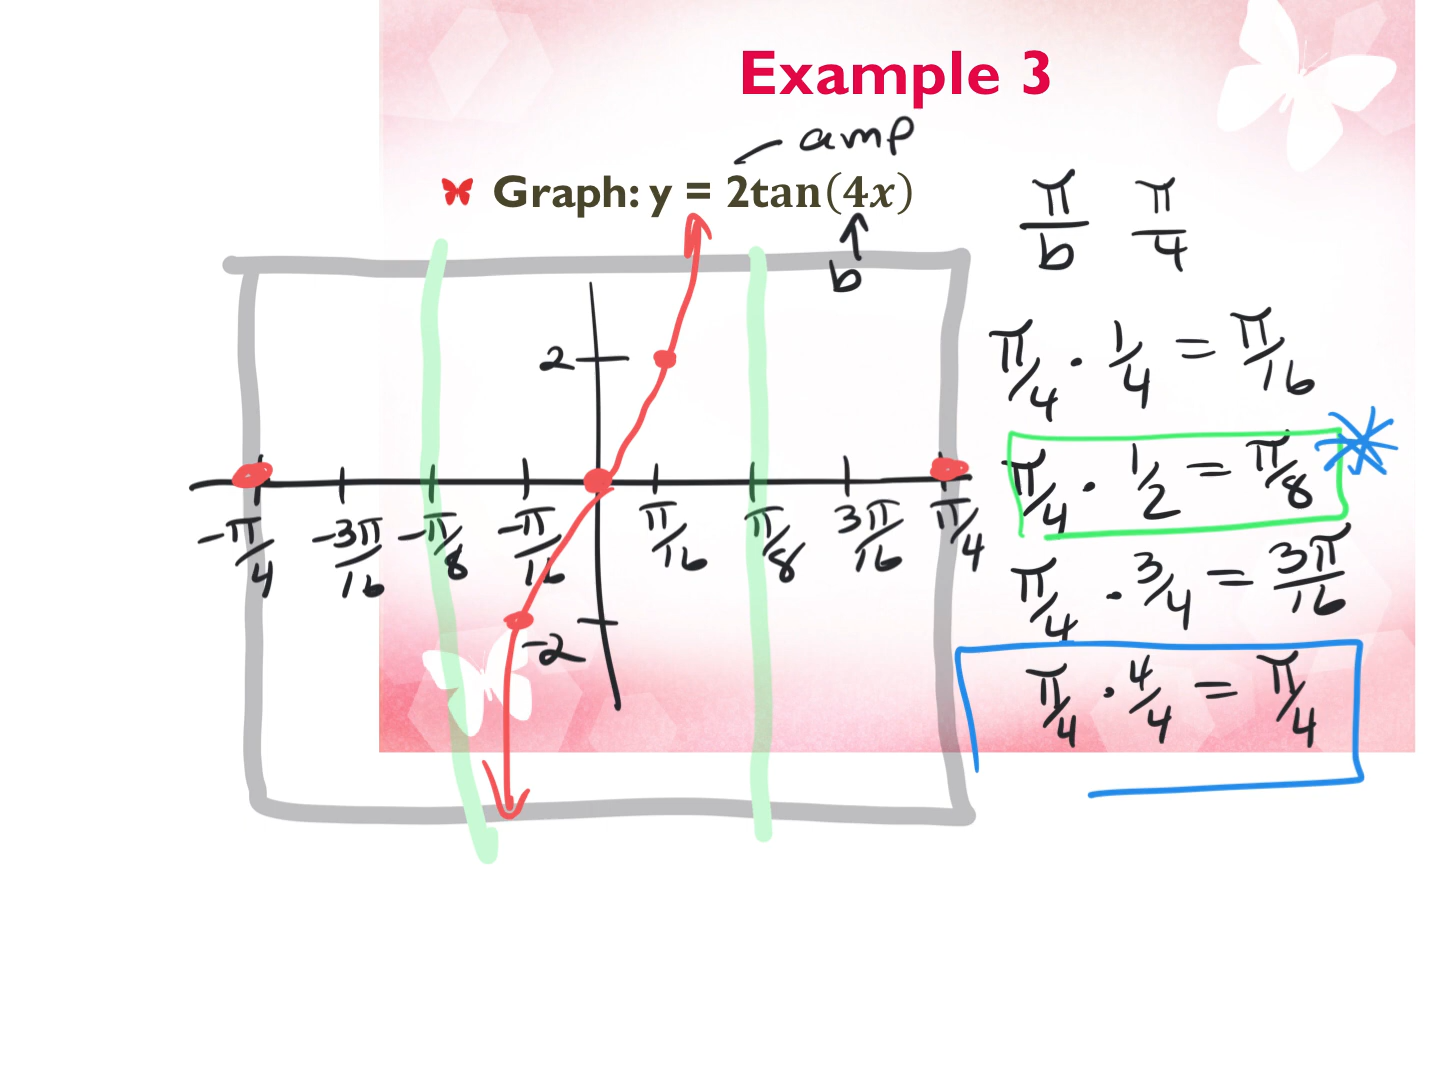 Example 3
amp
Graph: y = 2tan(4x)
b
π/b π/4
π/4 · 1/4 = π/16
π/4 · 1/2 = π/8
π/4 · 3/4 = 3π/16
π/4 · 4/4 = π/4
2
-π/4 -3π/16 -π/8 -π/16 π/16 π/8 3π/16 π/4
-2